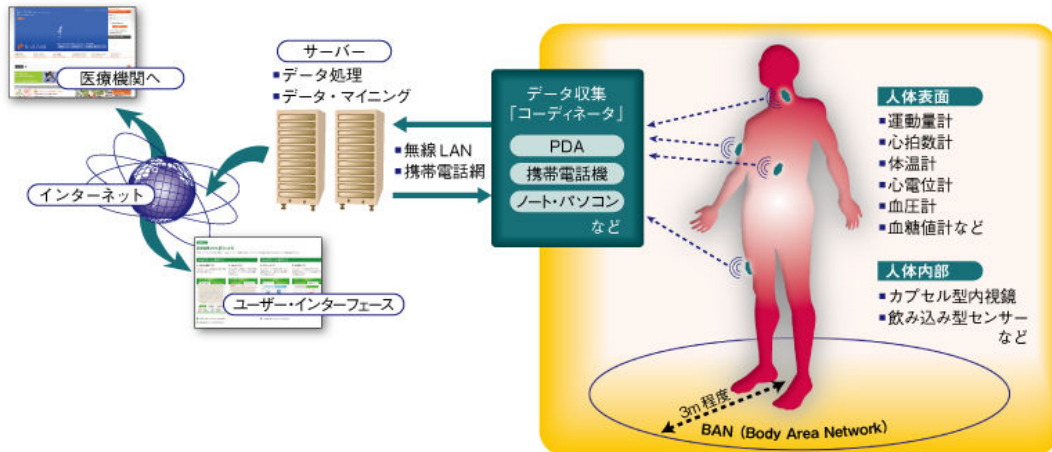 医療機関へ
インターネット
ユーザー・インターフェース
サーバー
■データ処理
■データ・マイニング
■無線LAN
■携帯電話網
データ収集
「コーディネータ」
PDA
携帯電話機
ノート・パソコン
など
人体表面
■運動量計
■心拍数計
■体温計
■心電位計
■血圧計
■血糖値計など
人体内部
■カプセル型内視鏡
■飲み込み型センサー
など
3m程度
BAN（Body Area Network）